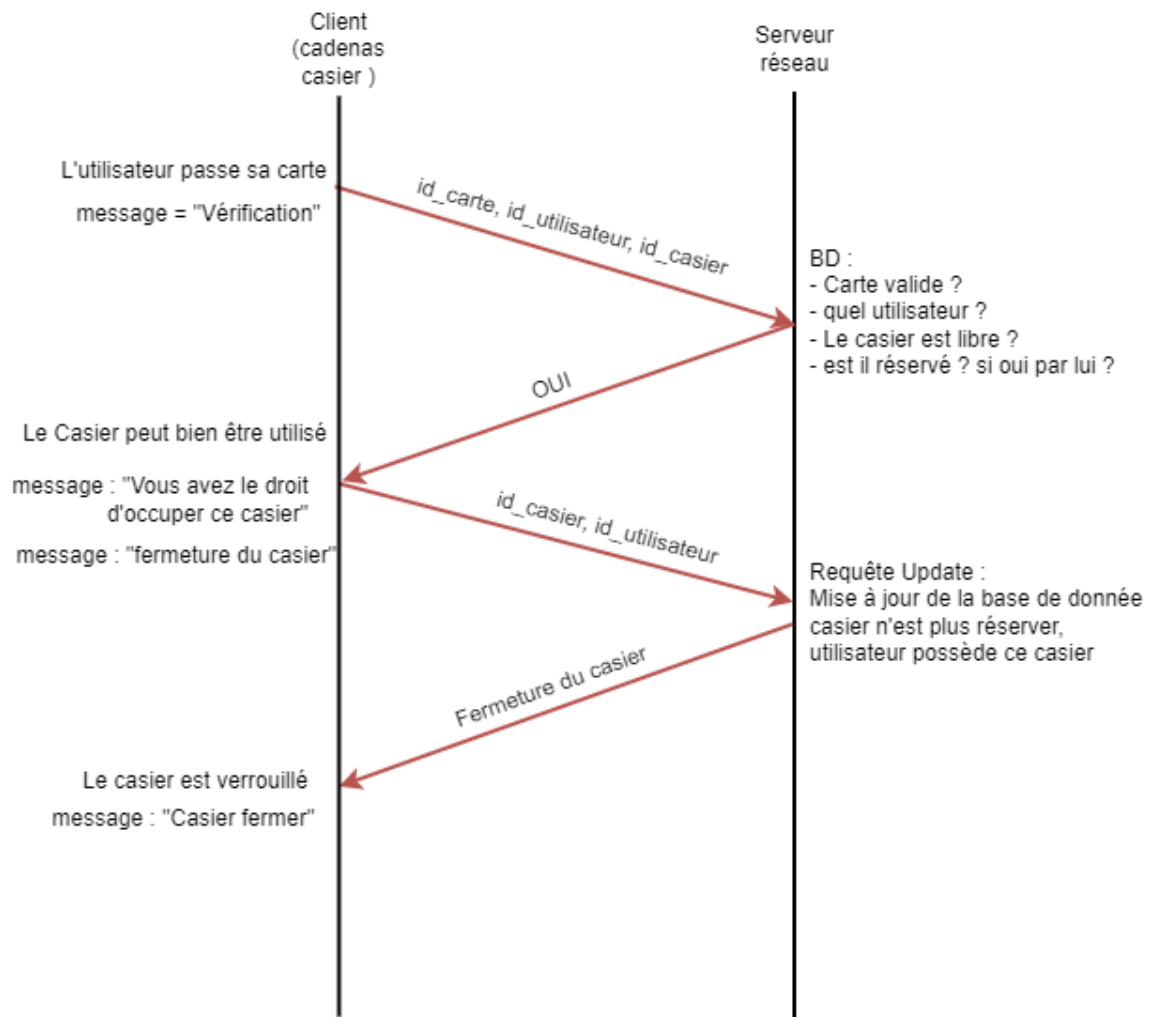 Client
(cadenas
casier )
Serveur
réseau
L'utilisateur passe sa carte
message = "Vérification"
id_carte, id_utilisateur, id_casier
BD :
- Carte valide ?
- quel utilisateur ?
- Le casier est libre ?
- est il réservé ? si oui par lui ?
OUI
Le Casier peut bien être utilisé
message : "Vous avez le droit
d'occuper ce casier"
id_casier, id_utilisateur
message : "fermeture du casier"
Requête Update :
Mise à jour de la base de donnée
casier n'est plus réserver,
utilisateur possède ce casier
Fermeture du casier
Le casier est verrouillé
message : "Casier fermer"